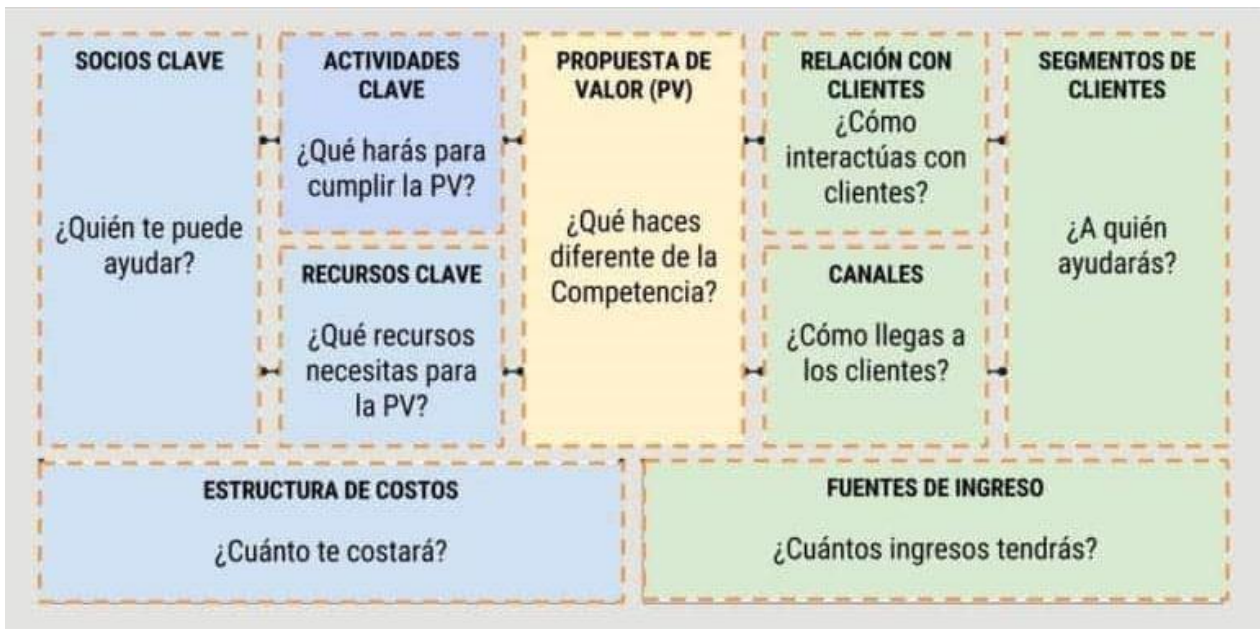 SOCIOS CLAVE
¿Quién te puede
ayudar?
ACTIVIDADES
CLAVE
¿Qué harás para
cumplir la PV?
RECURSOS CLAVE
¿Qué recursos
necesitas para
la PV?
PROPUESTA DE
VALOR (PV)
¿Qué haces
diferente de la
Competencia?
RELACIÓN CON
CLIENTES
¿Cómo
interactúas con
clientes?
CANALES
¿Cómo llegas a
los clientes?
SEGMENTOS DE
CLIENTES
¿A quién
ayudarás?
ESTRUCTURA DE COSTOS
¿Cuánto te costará?
FUENTES DE INGRESO
¿Cuántos ingresos tendrás?